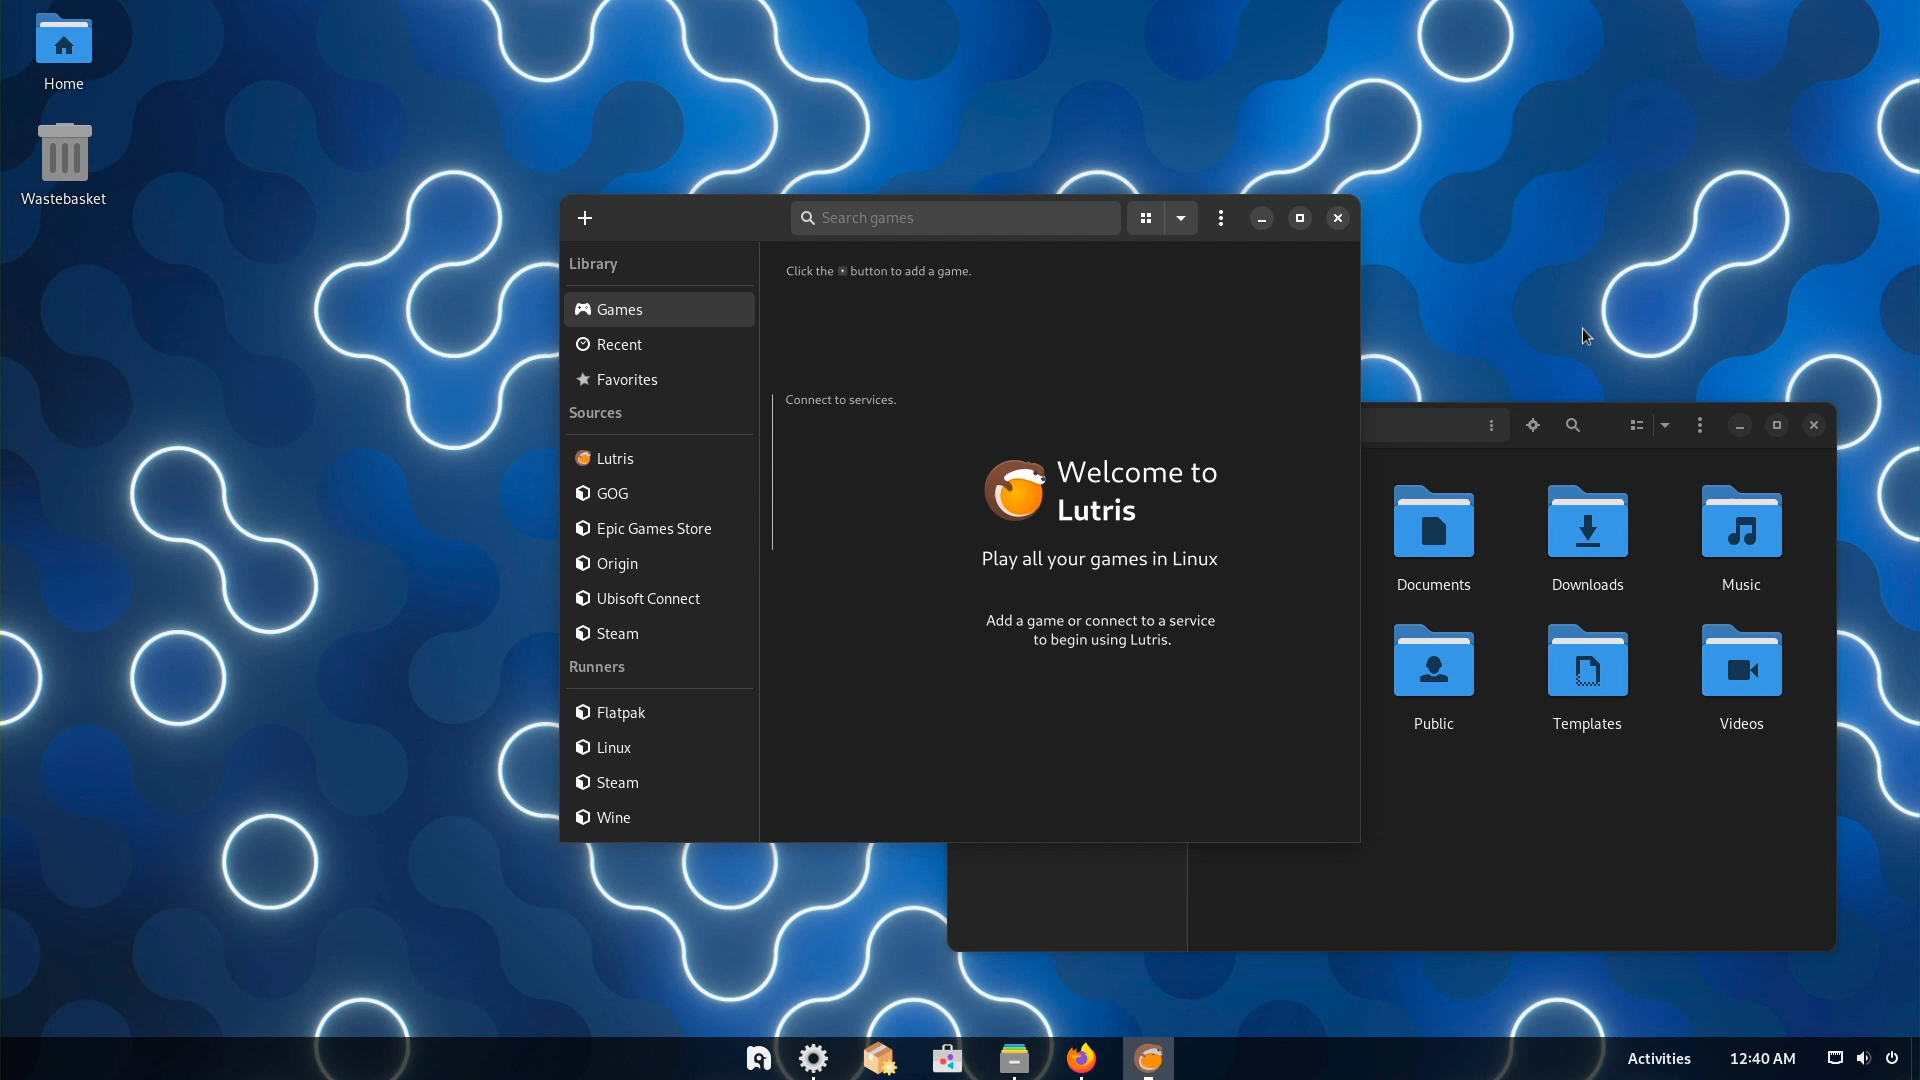 Home
Wastebasket
Search games
Library
Games
Recent
Favorites
Sources
Lutris
GOG
Epic Games Store
Origin
Ubisoft Connect
Steam
Runners
Flatpak
Linux
Steam
Wine
Click the button to add a game.
Connect to services.
Welcome to
Lutris
Play all your games in Linux
Add a game or connect to a service
to begin using Lutris.
Documents
Downloads
Music
Public
Templates
Videos
Activities
12:40 AM